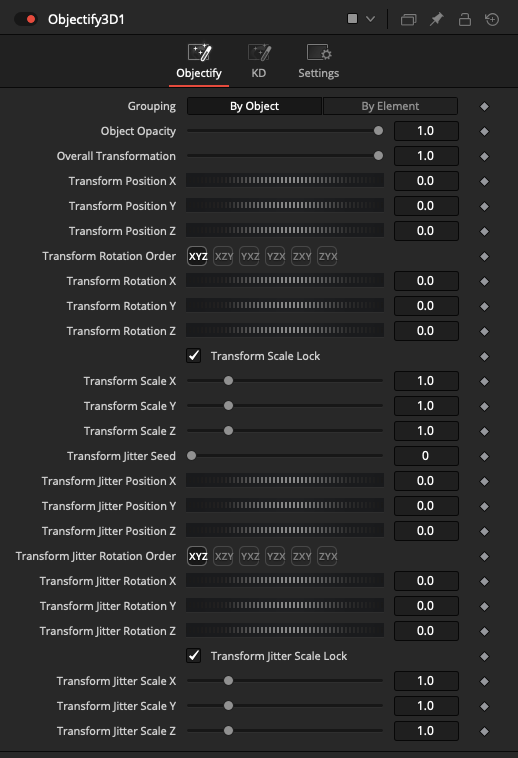 Objectify3D1
Objectify KD Settings
Grouping By Object By Element
Object Opacity 1.0
Overall Transformation 1.0
Transform Position X 0.0
Transform Position Y 0.0
Transform Position Z 0.0
Transform Rotation Order XYZ XZY YXZ YZX ZXY ZYX
Transform Rotation X 0.0
Transform Rotation Y 0.0
Transform Rotation Z 0.0
Transform Scale Lock
Transform Scale X 1.0
Transform Scale Y 1.0
Transform Scale Z 1.0
Transform Jitter Seed 0
Transform Jitter Position X 0.0
Transform Jitter Position Y 0.0
Transform Jitter Position Z 0.0
Transform Jitter Rotation Order XYZ XZY YXZ YZX ZXY ZYX
Transform Jitter Rotation X 0.0
Transform Jitter Rotation Y 0.0
Transform Jitter Rotation Z 0.0
Transform Jitter Scale Lock
Transform Jitter Scale X 1.0
Transform Jitter Scale Y 1.0
Transform Jitter Scale Z 1.0